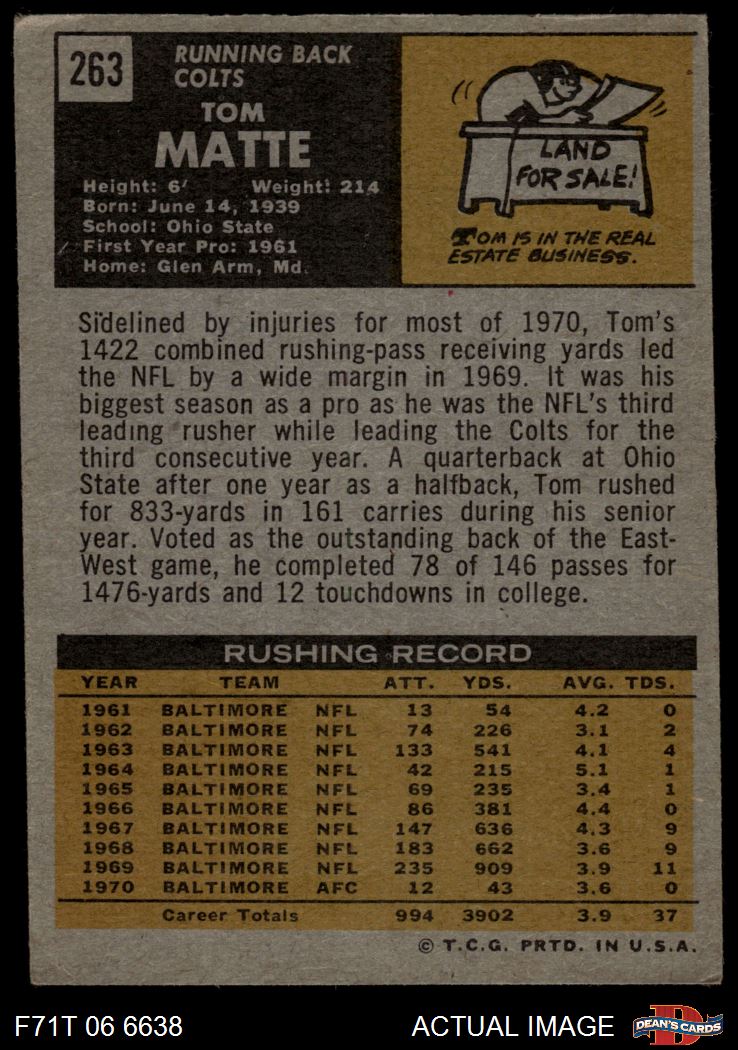 263
RUNNING BACK
COLTS
TOM
MATTE
Height: 6' Weight: 214
Born: June 14, 1939
School: Ohio State
First Year Pro: 1961
Home: Glen Arm, Md.
LAND
FOR SALE!
TOM IS IN THE REAL
ESTATE BUSINESS.
Sidelined by injuries for most of 1970, Tom's
1422 combined rushing-pass receiving yards led
the NFL by a wide margin in 1969. It was his
biggest season as a pro as he was the NFL's third
leading rusher while leading the Colts for the
third consecutive year. A quarterback at Ohio
State after one year as a halfback, Tom rushed
for 833-yards in 161 carries during his senior
year. Voted as the outstanding back of the East-
West game, he completed 78 of 146 passes for
1476-yards and 12 touchdowns in college.
RUSHING RECORD
YEAR TEAM ATT. YDS. AVG. TDS.
1961 BALTIMORE NFL 13 54 4.2 0
1962 BALTIMORE NFL 74 226 3.1 2
1963 BALTIMORE NFL 133 541 4.1 4
1964 BALTIMORE NFL 42 215 5.1 1
1965 BALTIMORE NFL 69 235 3.4 1
1966 BALTIMORE NFL 86 381 4.4 0
1967 BALTIMORE NFL 147 636 4.3 9
1968 BALTIMORE NFL 183 662 3.6 9
1969 BALTIMORE NFL 235 909 3.9 11
1970 BALTIMORE AFC 12 43 3.6 0
Career Totals 994 3902 3.9 37
© T.C.G. PRTD. IN U.S.A.
F71T 06 6638 ACTUAL IMAGE D DEAN'S CARDS